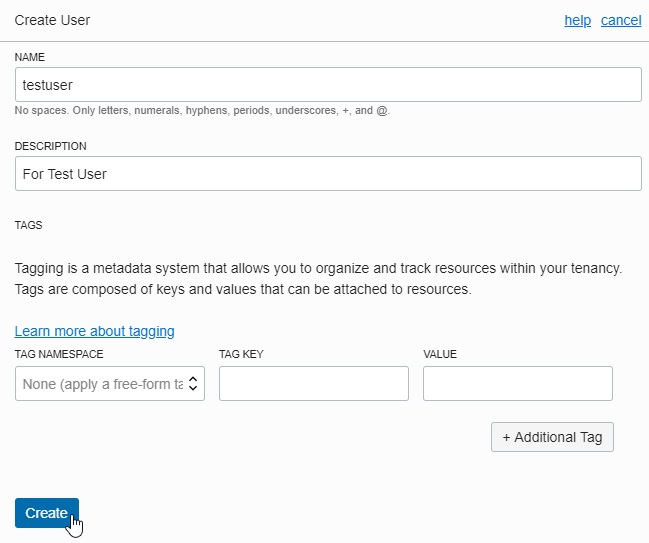 Create User help cancel
NAME
testuser
No spaces. Only letters, numerals, hyphens, periods, underscores, +, and @.
DESCRIPTION
For Test User
TAGS
Tagging is a metadata system that allows you to organize and track resources within your tenancy.
Tags are composed of keys and values that can be attached to resources.
Learn more about tagging
TAG NAMESPACE TAG KEY VALUE
None (apply a free-form ta
+ Additional Tag
Create